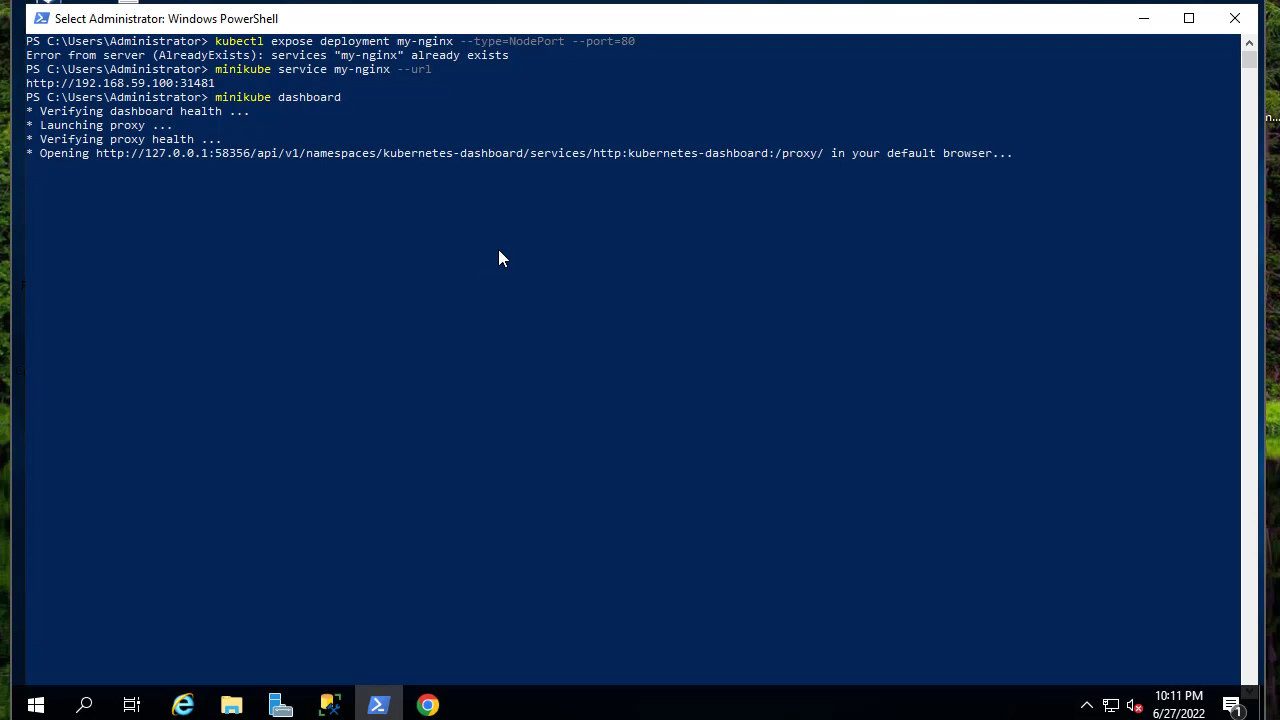 Select Administrator: Windows PowerShell
PS C:\Users\Administrator> kubectl expose deployment my-nginx --type=NodePort --port=80
Error from server (AlreadyExists): services "my-nginx" already exists
PS C:\Users\Administrator> minikube service my-nginx --url
http://192.168.59.100:31481
PS C:\Users\Administrator> minikube dashboard
* Verifying dashboard health ...
* Launching proxy ...
* Verifying proxy health ...
* Opening http://127.0.0.1:58356/api/v1/namespaces/kubernetes-dashboard/services/http:kubernetes-dashboard:/proxy/ in your default browser...
10:11 PM
6/27/2022
1